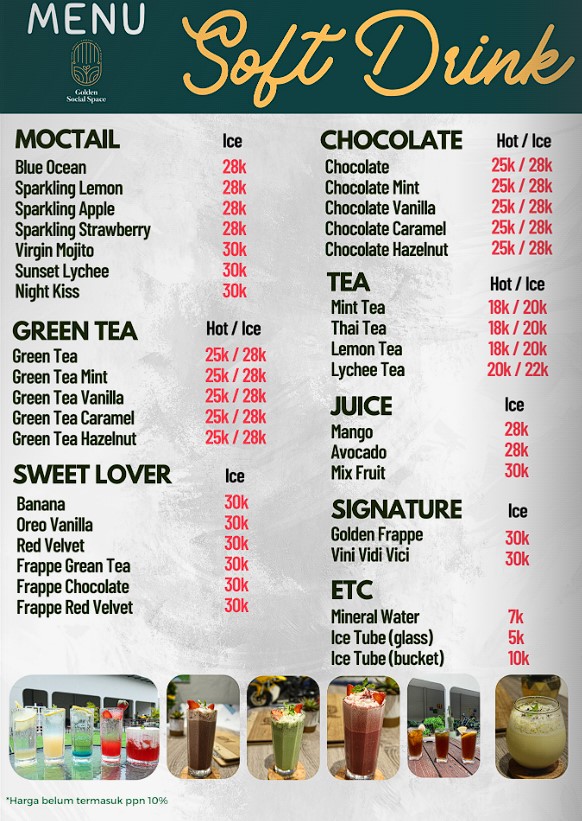 MENU
Golden
Social Space
Soft Drink
MOCTAIL Ice
Blue Ocean 28k
Sparkling Lemon 28k
Sparkling Apple 28k
Sparkling Strawberry 28k
Virgin Mojito 30k
Sunset Lychee 30k
Night Kiss 30k
GREEN TEA Hot / Ice
Green Tea 25k / 28k
Green Tea Mint 25k / 28k
Green Tea Vanilla 25k / 28k
Green Tea Caramel 25k / 28k
Green Tea Hazelnut 25k / 28k
SWEET LOVER Ice
Banana 30k
Oreo Vanilla 30k
Red Velvet 30k
Frappe Grean Tea 30k
Frappe Chocolate 30k
Frappe Red Velvet 30k
CHOCOLATE Hot / Ice
Chocolate 25k / 28k
Chocolate Mint 25k / 28k
Chocolate Vanilla 25k / 28k
Chocolate Caramel 25k / 28k
Chocolate Hazelnut 25k / 28k
TEA Hot / Ice
Mint Tea 18k / 20k
Thai Tea 18k / 20k
Lemon Tea 18k / 20k
Lychee Tea 20k / 22k
JUICE Ice
Mango 28k
Avocado 28k
Mix Fruit 30k
SIGNATURE Ice
Golden Frappe 30k
Vini Vidi Vici 30k
ETC
Mineral Water 7k
Ice Tube (glass) 5k
Ice Tube (bucket) 10k
*Harga belum termasuk ppn 10%